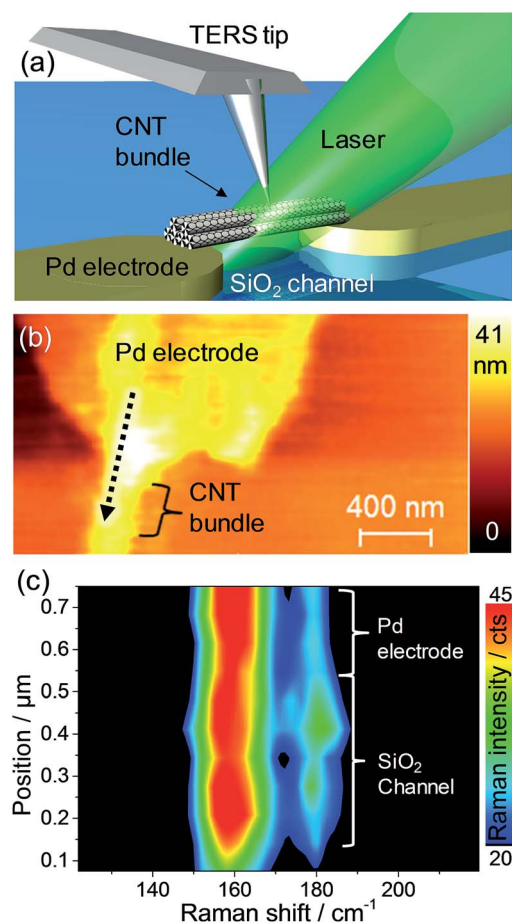 (a)
TERS tip
CNT
bundle
Laser
Pd electrode
SiO₂ channel
(b)
Pd electrode
CNT
bundle
400 nm
41
nm
0
(c)
0.7
0.6
0.5
0.4
0.3
0.2
0.1
Position / µm
140 160 180 200
Raman shift / cm⁻¹
Pd
electrode
SiO₂
Channel
45
Raman intensity / cts
20